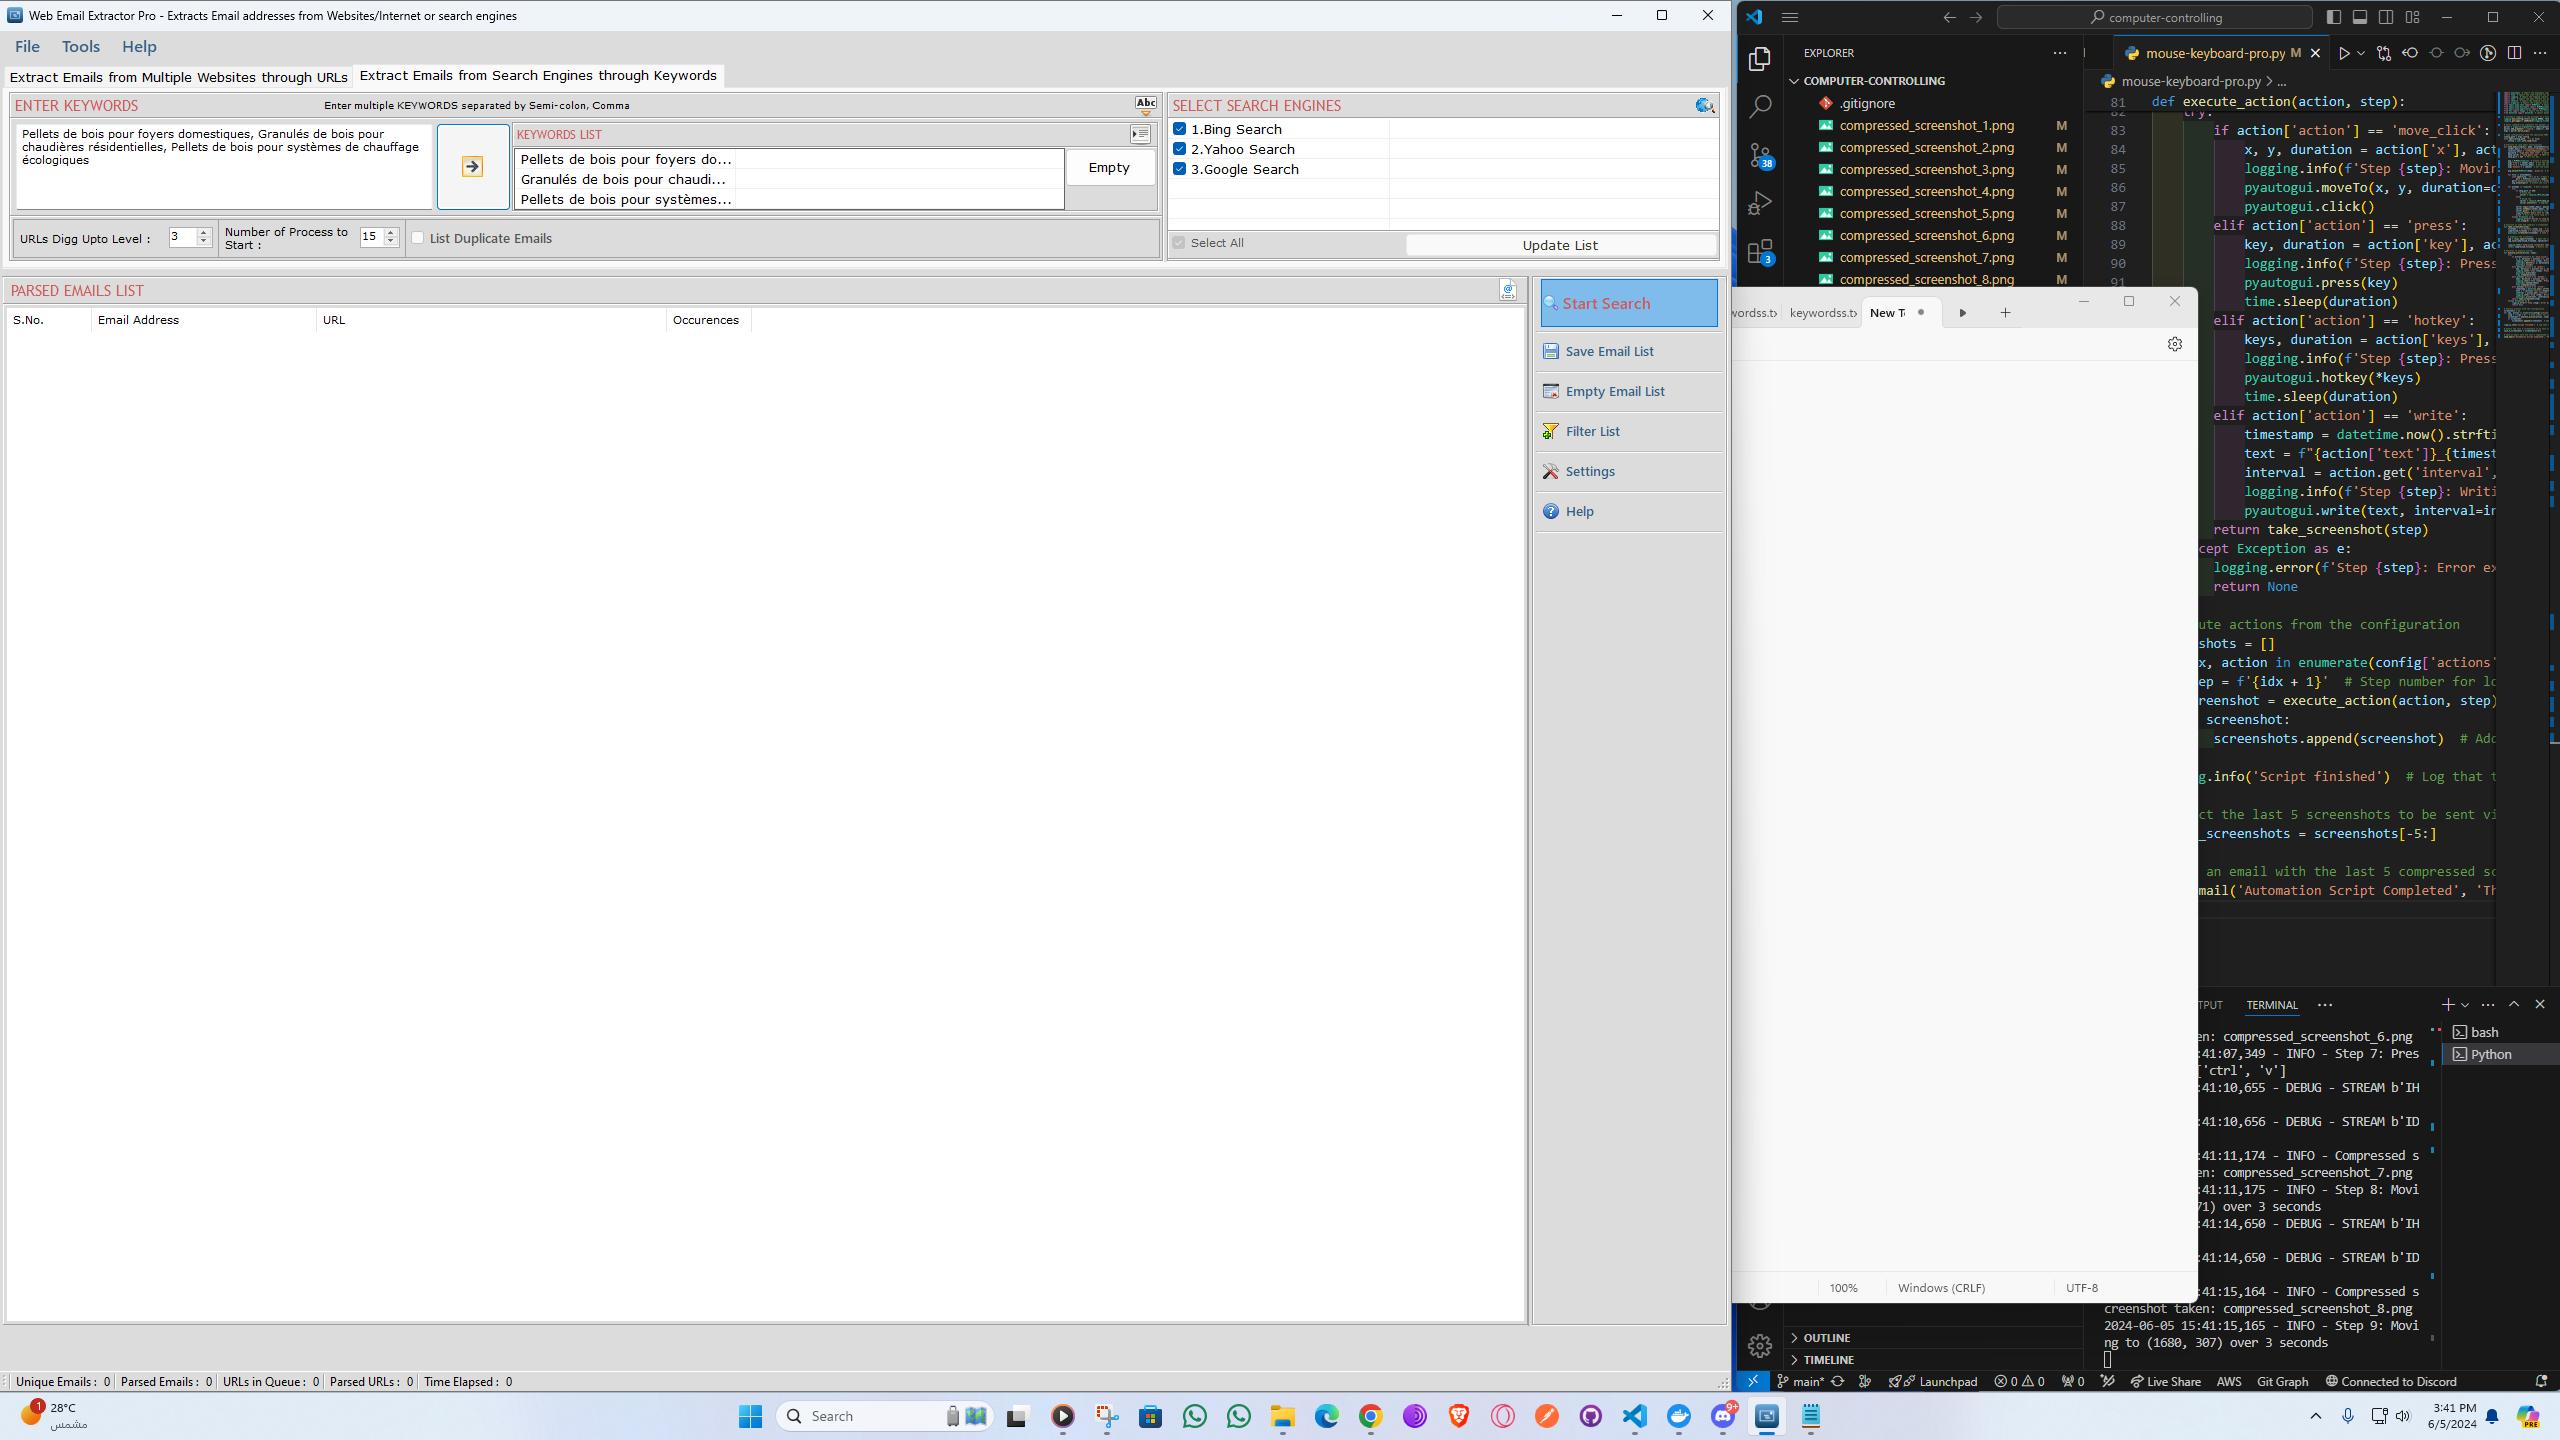 Web Email Extractor Pro - Extracts Email addresses from Websites/Internet or search engines
File Tools Help
Extract Emails from Multiple Websites through URLs
Extract Emails from Search Engines through Keywords
ENTER KEYWORDS
Enter multiple KEYWORDS separated by Semi-colon, Comma
Abc
Pellets de bois pour foyers domestiques, Granulés de bois pour
chaudières résidentielles, Pellets de bois pour systèmes de chauffage
écologiques
KEYWORDS LIST
Pellets de bois pour foyers do...
Granulés de bois pour chaudi...
Pellets de bois pour systèmes...
Empty
URLs Digg Upto Level : 3
Number of Process to
Start : 15
List Duplicate Emails
SELECT SEARCH ENGINES
1.Bing Search
2.Yahoo Search
3.Google Search
Select All
Update List
PARSED EMAILS LIST
S.No. Email Address URL Occurences
Start Search
Save Email List
Empty Email List
Filter List
Settings
Help
Unique Emails : 0 Parsed Emails : 0 URLs in Queue : 0 Parsed URLs : 0 Time Elapsed : 0
computer-controlling
EXPLORER
COMPUTER-CONTROLLING
.gitignore
compressed_screenshot_1.png M
compressed_screenshot_2.png M
compressed_screenshot_3.png M
compressed_screenshot_4.png M
compressed_screenshot_5.png M
compressed_screenshot_6.png M
compressed_screenshot_7.png M
compressed_screenshot_8.png M
38
3
mouse-keyboard-pro.py M
mouse-keyboard-pro.py > ...
81 def execute_action(action, step):
82 try:
83 if action['action'] == 'move_click':
84 x, y, duration = action['x'], act
85 logging.info(f'Step {step}: Movin
86 pyautogui.moveTo(x, y, duration=d
87 pyautogui.click()
88 elif action['action'] == 'press':
89 key, duration = action['key'], ac
90 logging.info(f'Step {step}: Press
91 pyautogui.press(key)
time.sleep(duration)
elif action['action'] == 'hotkey':
keys, duration = action['keys'],
logging.info(f'Step {step}: Press
pyautogui.hotkey(*keys)
time.sleep(duration)
elif action['action'] == 'write':
timestamp = datetime.now().strfti
text = f"{action['text']}_{timest
interval = action.get('interval',
logging.info(f'Step {step}: Writi
pyautogui.write(text, interval=in
return take_screenshot(step)
cept Exception as e:
logging.error(f'Step {step}: Error ex
return None
ute actions from the configuration
shots = []
x, action in enumerate(config['actions'
ep = f'{idx + 1}' # Step number for lo
reenshot = execute_action(action, step)
screenshot:
screenshots.append(screenshot) # Add
g.info('Script finished') # Log that t
ct the last 5 screenshots to be sent vi
_screenshots = screenshots[-5:]
an email with the last 5 compressed sc
mail('Automation Script Completed', 'Th
wordss.tx keywordss.tx New T
100% Windows (CRLF) UTF-8
TPUT TERMINAL
bash
Python
en: compressed_screenshot_6.png
:41:07,349 - INFO - Step 7: Pres
['ctrl', 'v']
:41:10,655 - DEBUG - STREAM b'IH
:41:10,656 - DEBUG - STREAM b'ID
:41:11,174 - INFO - Compressed s
en: compressed_screenshot_7.png
:41:11,175 - INFO - Step 8: Movi
71) over 3 seconds
:41:14,650 - DEBUG - STREAM b'IH
:41:14,650 - DEBUG - STREAM b'ID
:41:15,164 - INFO - Compressed s
creenshot taken: compressed_screenshot_8.png
2024-06-05 15:41:15,165 - INFO - Step 9: Movi
ng to (1680, 307) over 3 seconds
OUTLINE
TIMELINE
main* Launchpad 0 0 0 Live Share AWS Git Graph Connected to Discord
1 28°C
مشمس
Search
9+
3:41 PM
6/5/2024
PRE